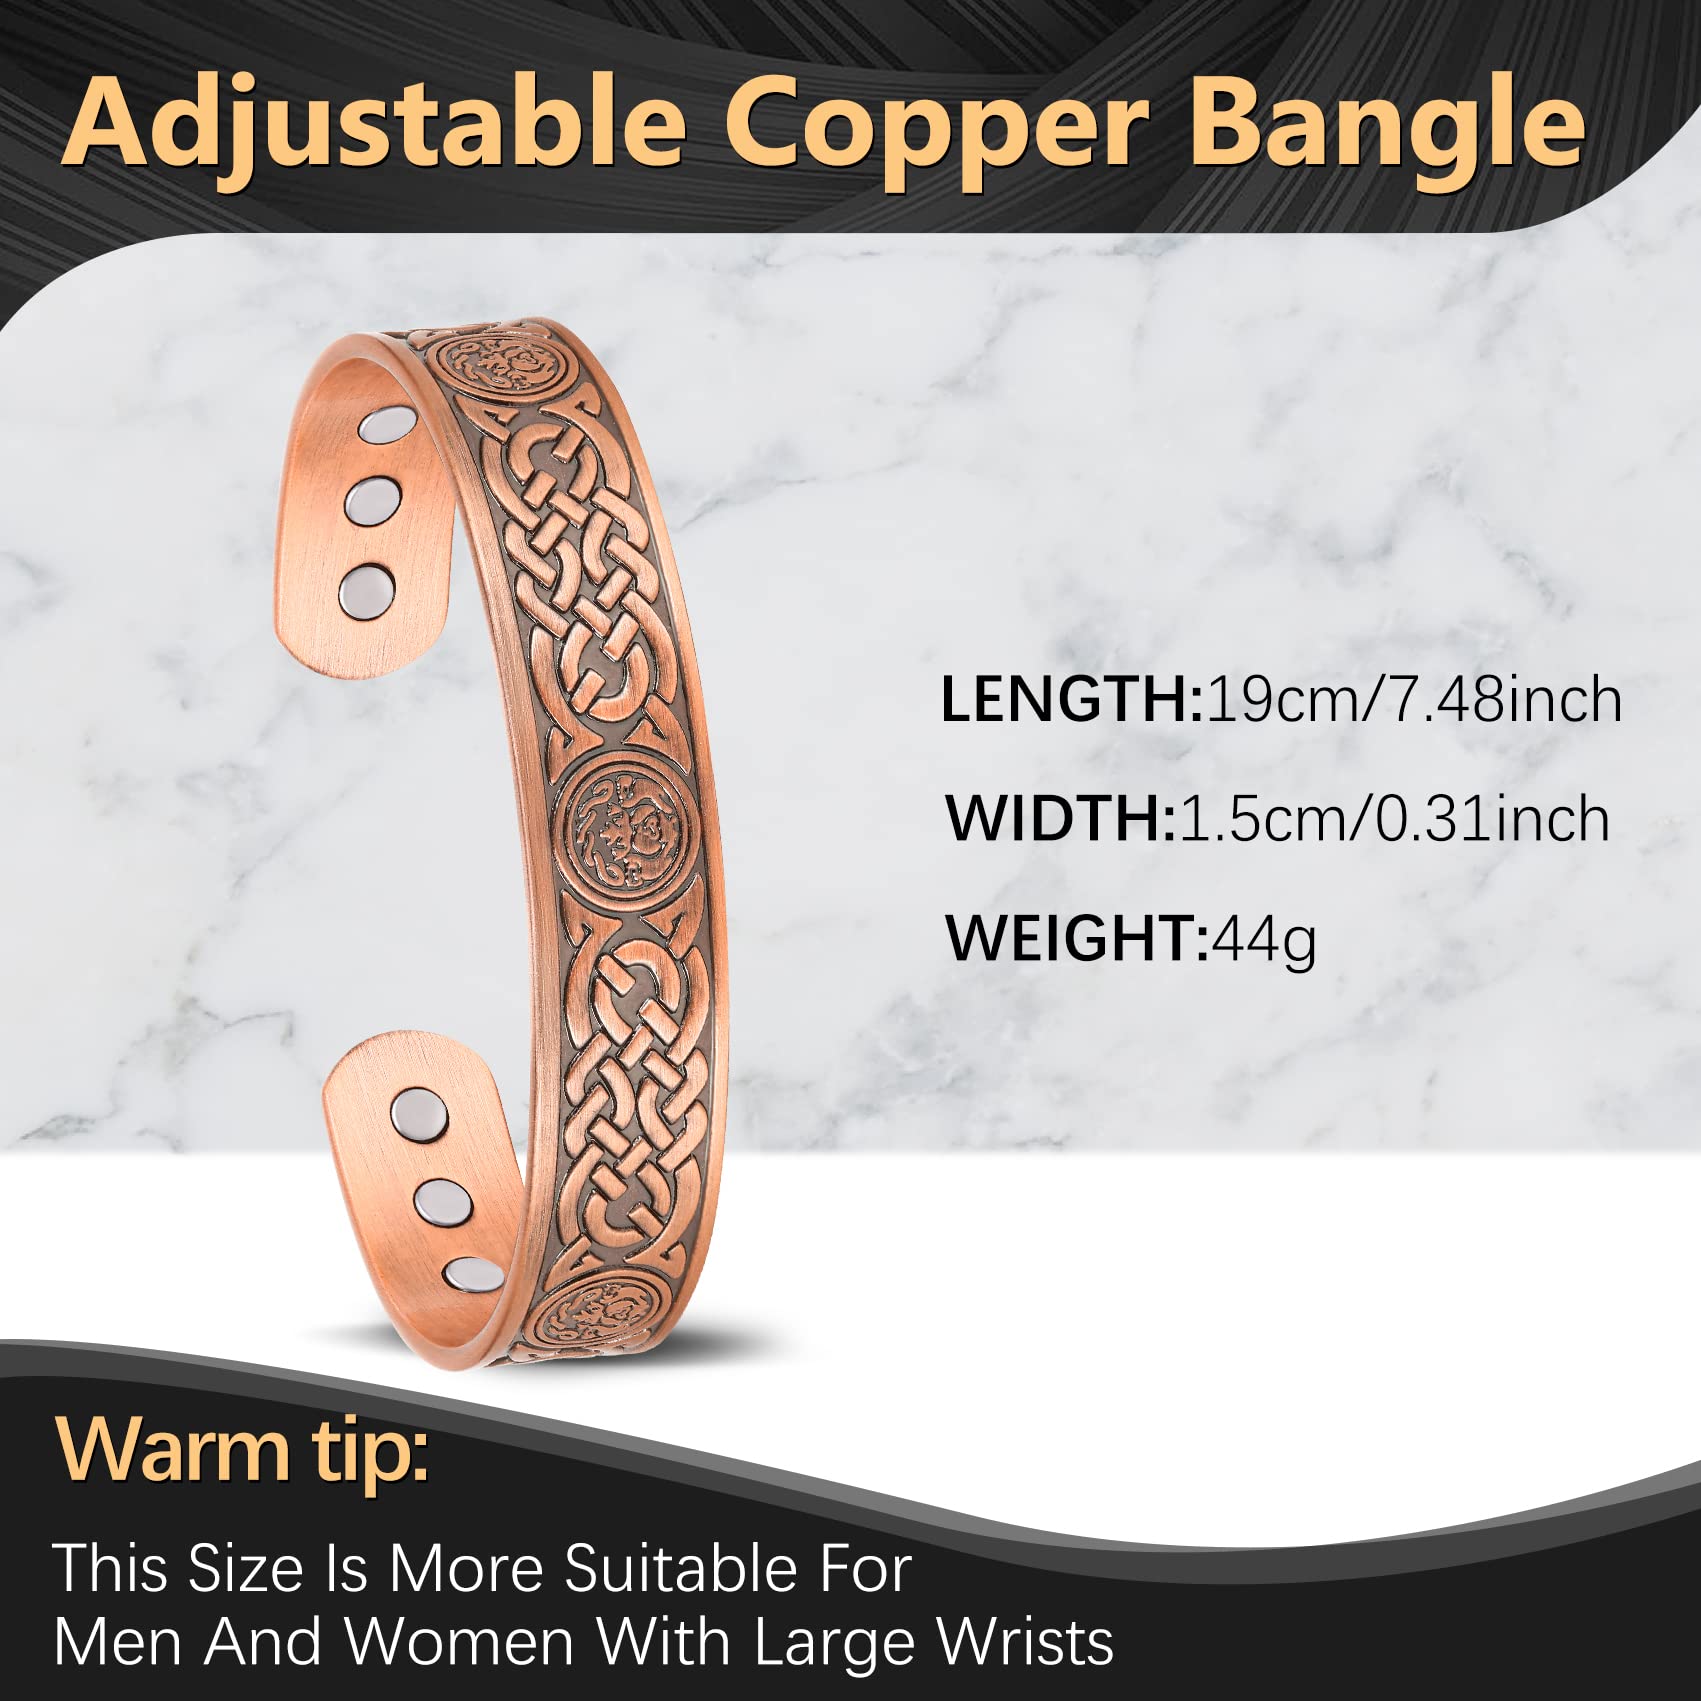 Adjustable Copper Bangle
LENGTH:19cm/7.48inch
WIDTH:1.5cm/0.31inch
WEIGHT:44g
Warm tip:
This Size Is More Suitable For
Men And Women With Large Wrists